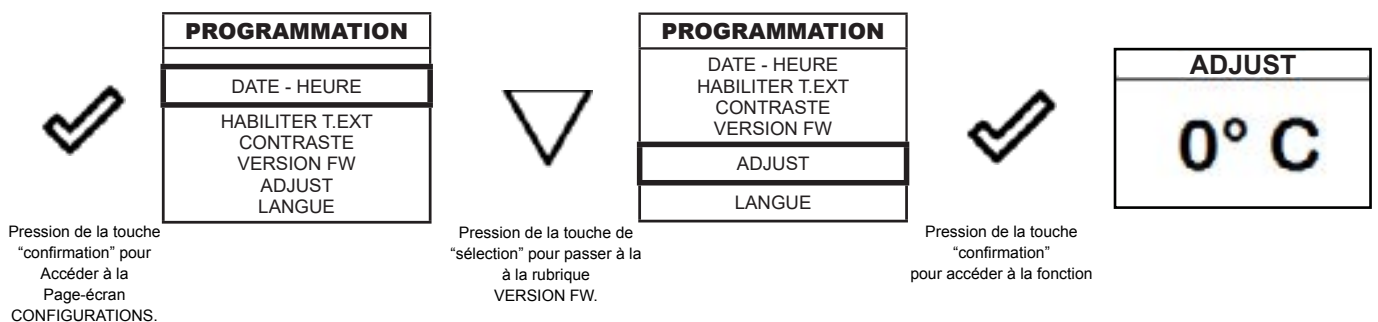 PROGRAMMATION
DATE - HEURE
HABILITER T.EXT
CONTRASTE
VERSION FW
ADJUST
LANGUE
PROGRAMMATION
DATE - HEURE
HABILITER T.EXT
CONTRASTE
VERSION FW
ADJUST
LANGUE
ADJUST
0° C
Pression de la touche
“confirmation” pour
Accéder à la
Page-écran
CONFIGURATIONS.
Pression de la touche de
“sélection” pour passer à la
à la rubrique
VERSION FW.
Pression de la touche
“confirmation”
pour accéder à la fonction